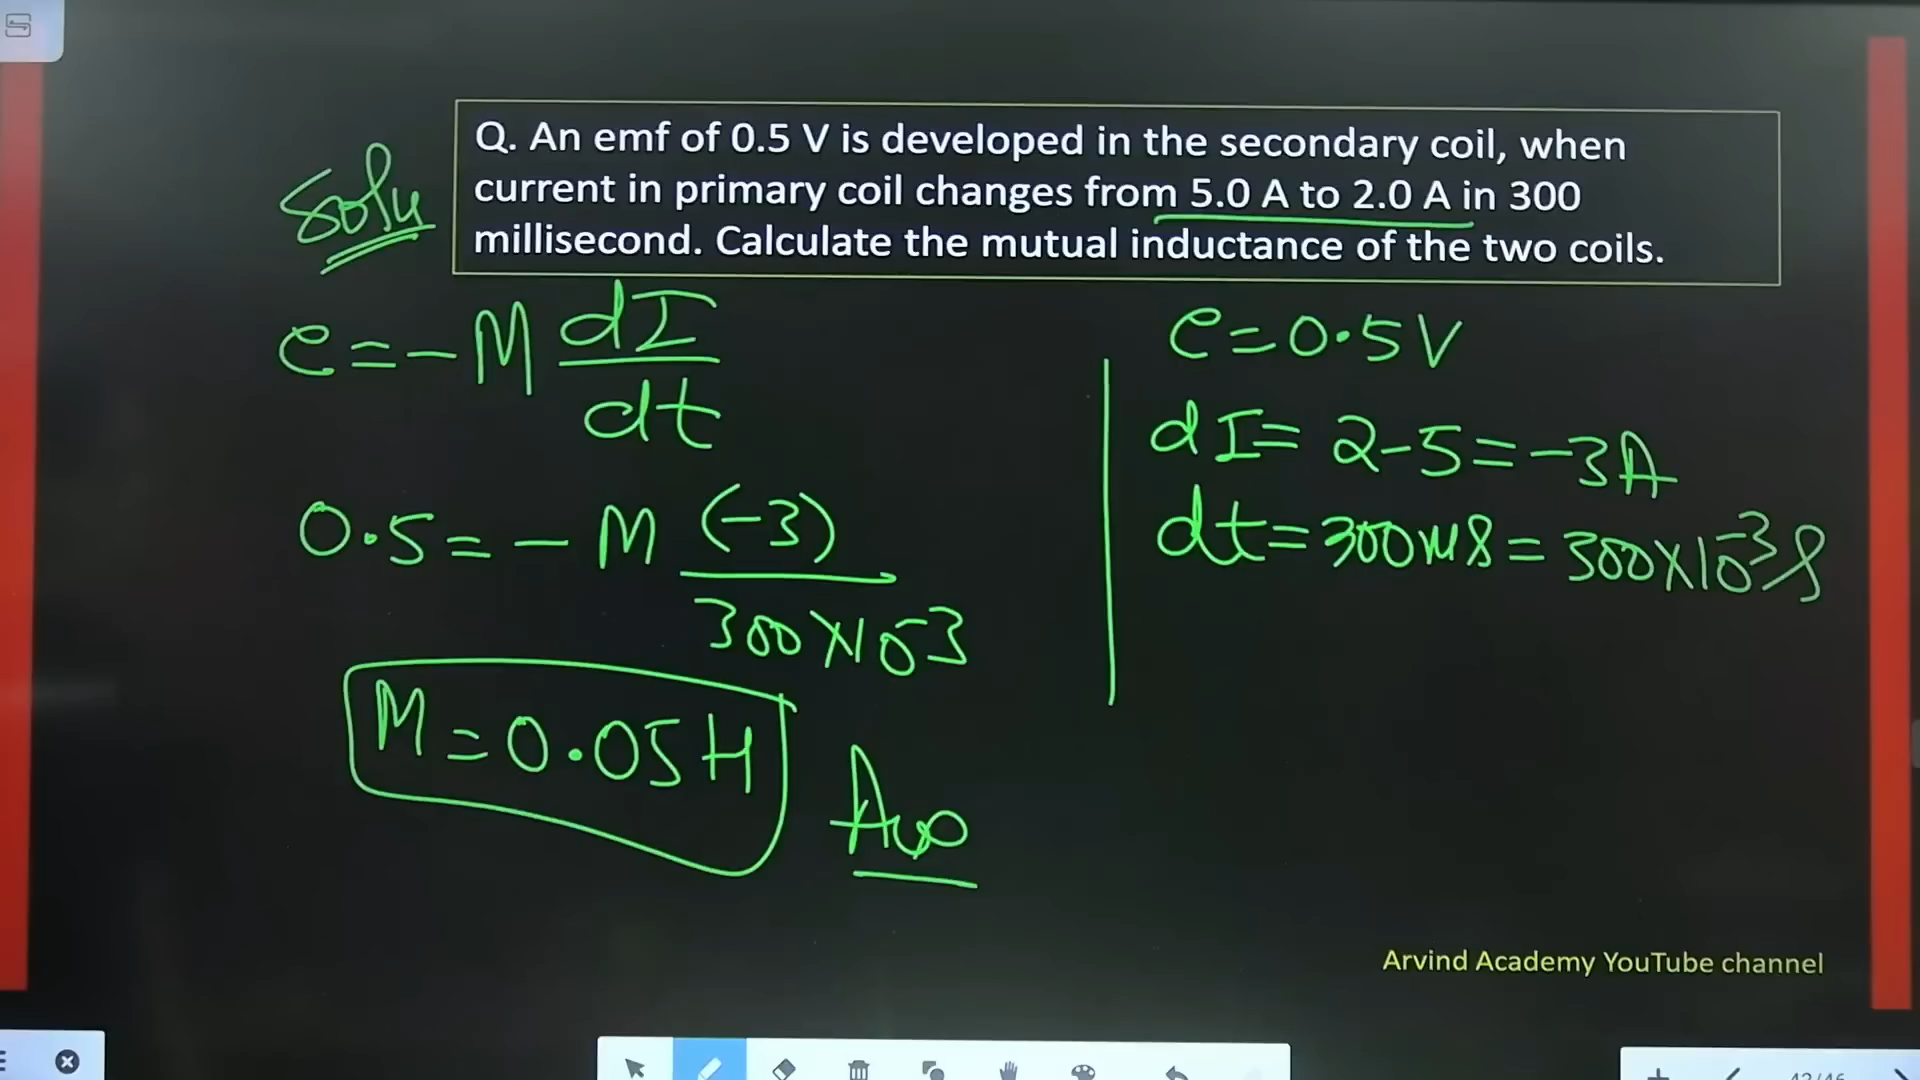 Solu
Q. An emf of 0.5 V is developed in the secondary coil, when
current in primary coil changes from 5.0 A to 2.0 A in 300
millisecond. Calculate the mutual inductance of the two coils.
e = -M dI/dt
0.5 = -M (-3)/300×10⁻³
M = 0.05H
Ans
e = 0.5V
dI = 2-5 = -3A
dt = 300ms = 300×10⁻³s
Arvind Academy YouTube channel